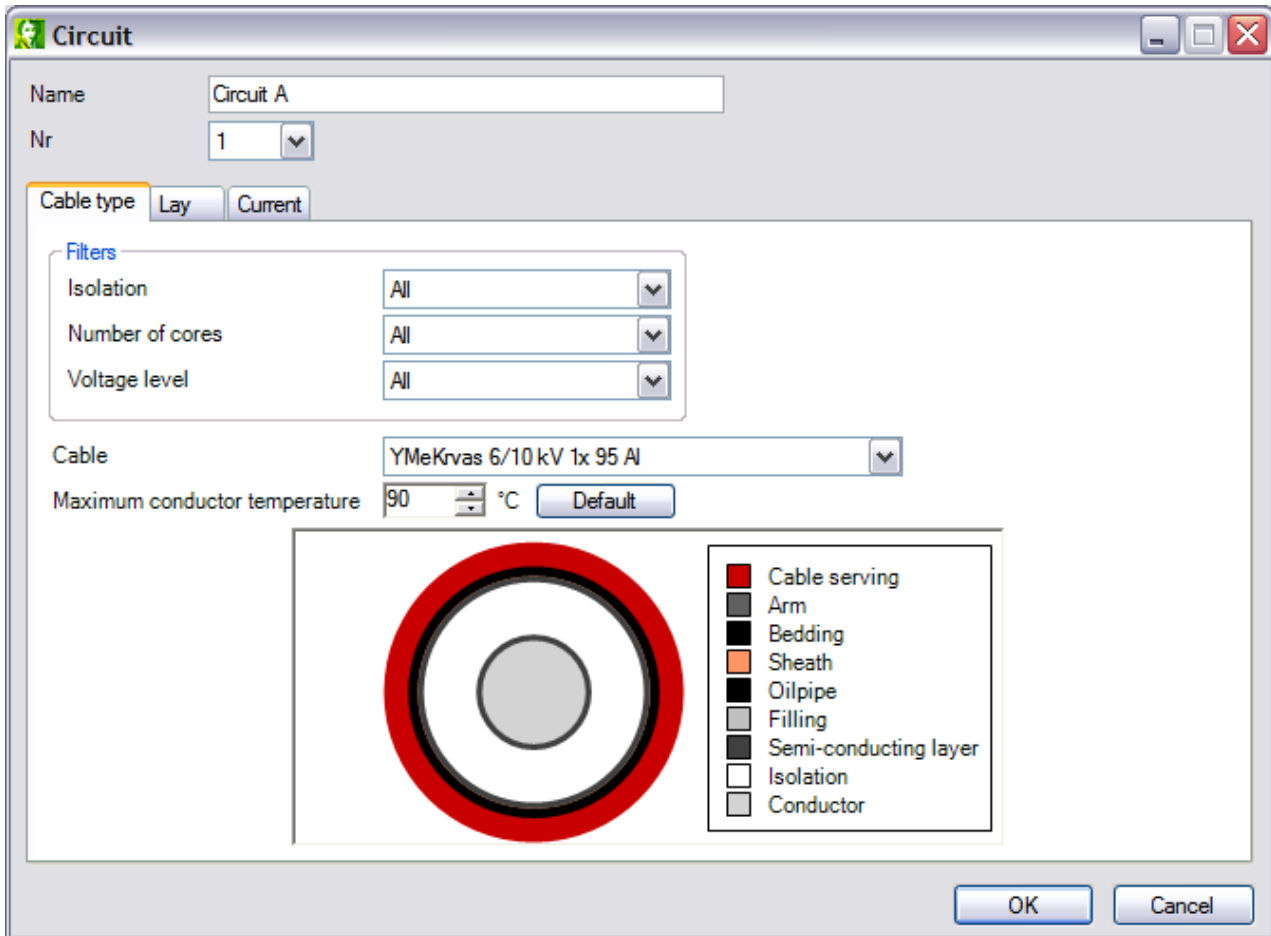 Circuit
Name Circuit A
Nr 1
Cable type Lay Current
Filters
Isolation All
Number of cores All
Voltage level All
Cable YMeKrvas 6/10 kV 1x 95 Al
Maximum conductor temperature 90 °C Default
Cable serving
Arm
Bedding
Sheath
Oilpipe
Filling
Semi-conducting layer
Isolation
Conductor
OK Cancel